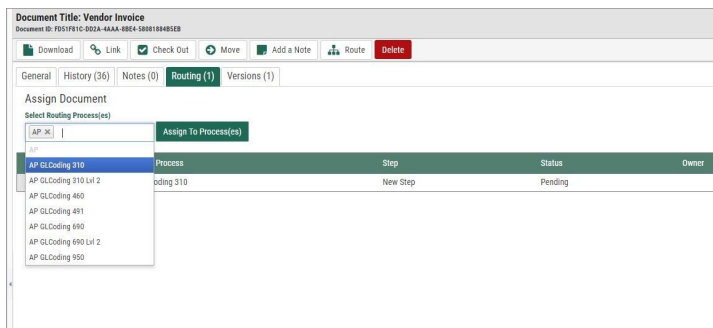 Document Title: Vendor Invoice
Document ID: FD51F81C-DD2A-4AAA-8BE4-58081884B5EB
Download Link Check Out Move Add a Note Route Delete
General History (36) Notes (0) Routing (1) Versions (1)
Assign Document
Select Routing Process(es)
AP × Assign To Process(es)
AP
AP GLCoding 310 Process Step Status Owner
AP GLCoding 310 Lvl 2 oding 310 New Step Pending
AP GLCoding 460
AP GLCoding 491
AP GLCoding 690
AP GLCoding 690 Lvl 2
AP GLCoding 950